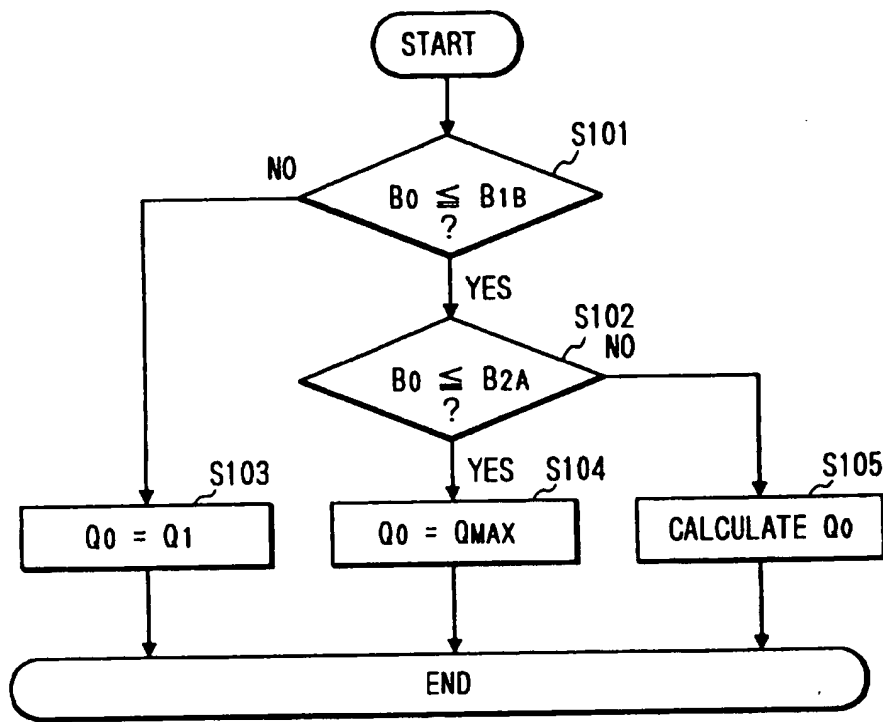 START
S101
NO
B0 ≦ B1B
?
YES
S102
NO
B0 ≦ B2A
?
YES
S103
S104
S105
Q0 = Q1
Q0 = QMAX
CALCULATE Q0
END